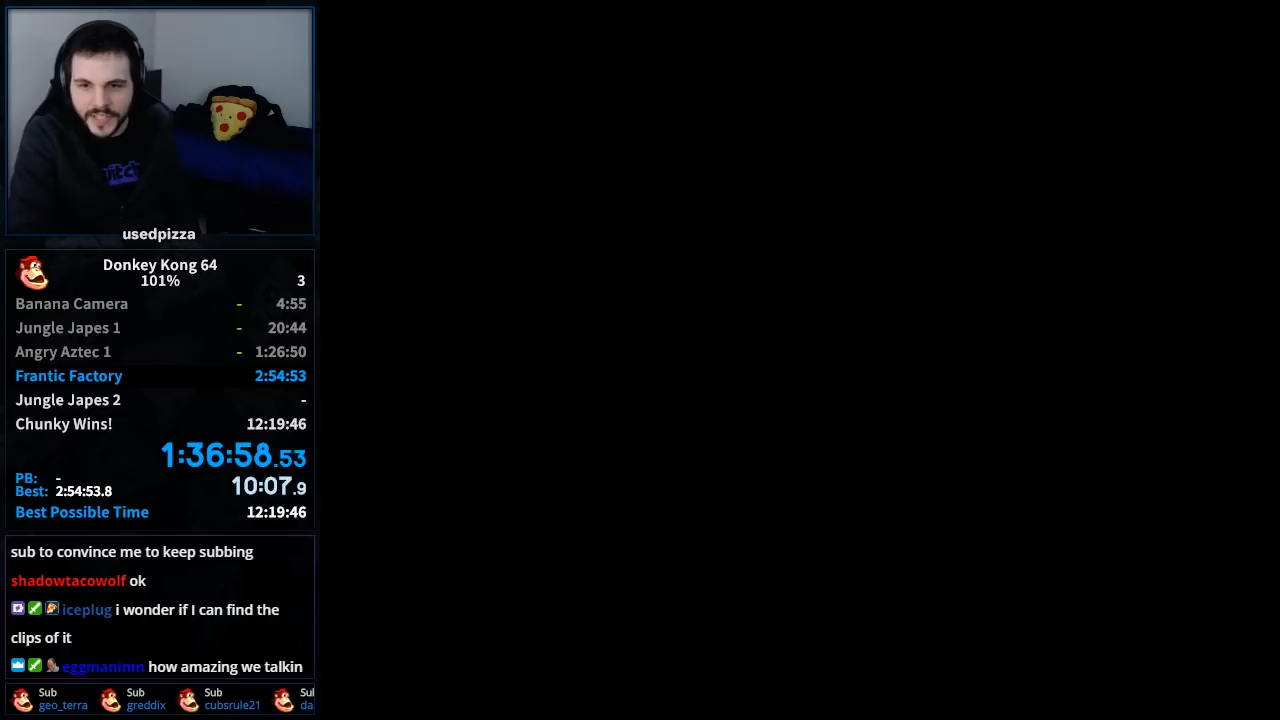 usedpizza
Donkey Kong 64
101% 3
Banana Camera - 4:55
Jungle Japes 1 - 20:44
Angry Aztec 1 - 1:26:50
Frantic Factory 2:54:53
Jungle Japes 2 -
Chunky Wins! 12:19:46
1:36:58.53
PB: -
Best: 2:54:53.8
10:07.9
Best Possible Time 12:19:46
sub to convince me to keep subbing
shadowtacowolf ok
iceplug i wonder if I can find the
clips of it
eggmanimn how amazing we talkin
Sub Sub Sub
geo_terra greddix cubsrule21 da